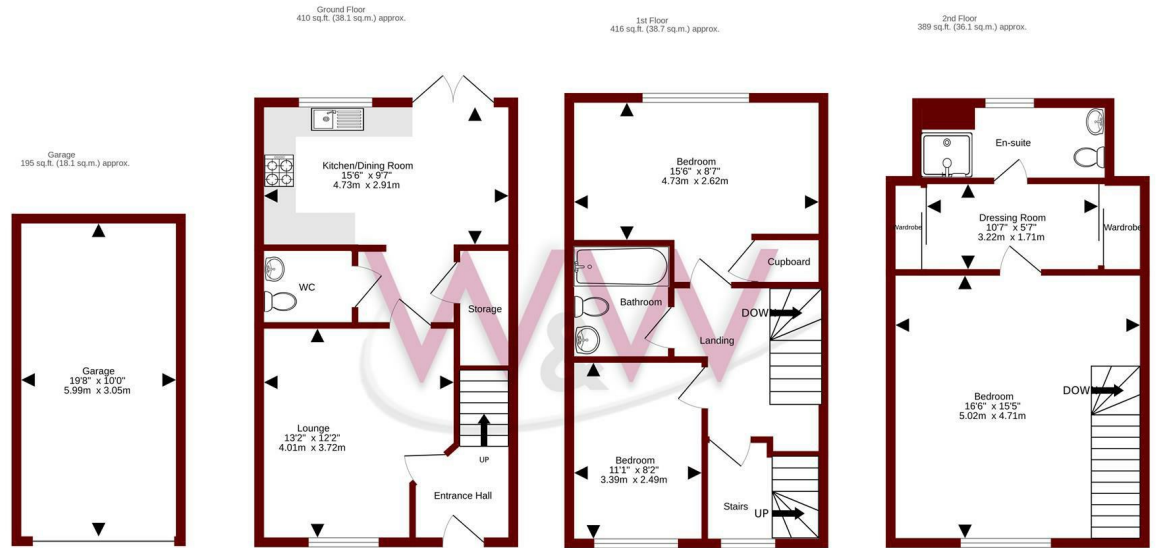 Garage
195 sq.ft. (18.1 sq.m.) approx.
Garage
19'8" x 10'0"
5.99m x 3.05m
Ground Floor
410 sq.ft. (38.1 sq.m.) approx.
Kitchen/Dining Room
15'6" x 9'7"
4.73m x 2.91m
WC
Storage
Lounge
13'2" x 12'2"
4.01m x 3.72m
UP
Entrance Hall
1st Floor
416 sq.ft. (38.7 sq.m.) approx.
Bedroom
15'6" x 8'7"
4.73m x 2.62m
Cupboard
Bathroom
DOWN
Landing
Bedroom
11'1" x 8'2"
3.39m x 2.49m
Stairs
UP
2nd Floor
389 sq.ft. (36.1 sq.m.) approx.
En-suite
Wardrobe
Dressing Room
10'7" x 5'7"
3.22m x 1.71m
Wardrobe
DOWN
Bedroom
16'6" x 15'5"
5.02m x 4.71m
W&W